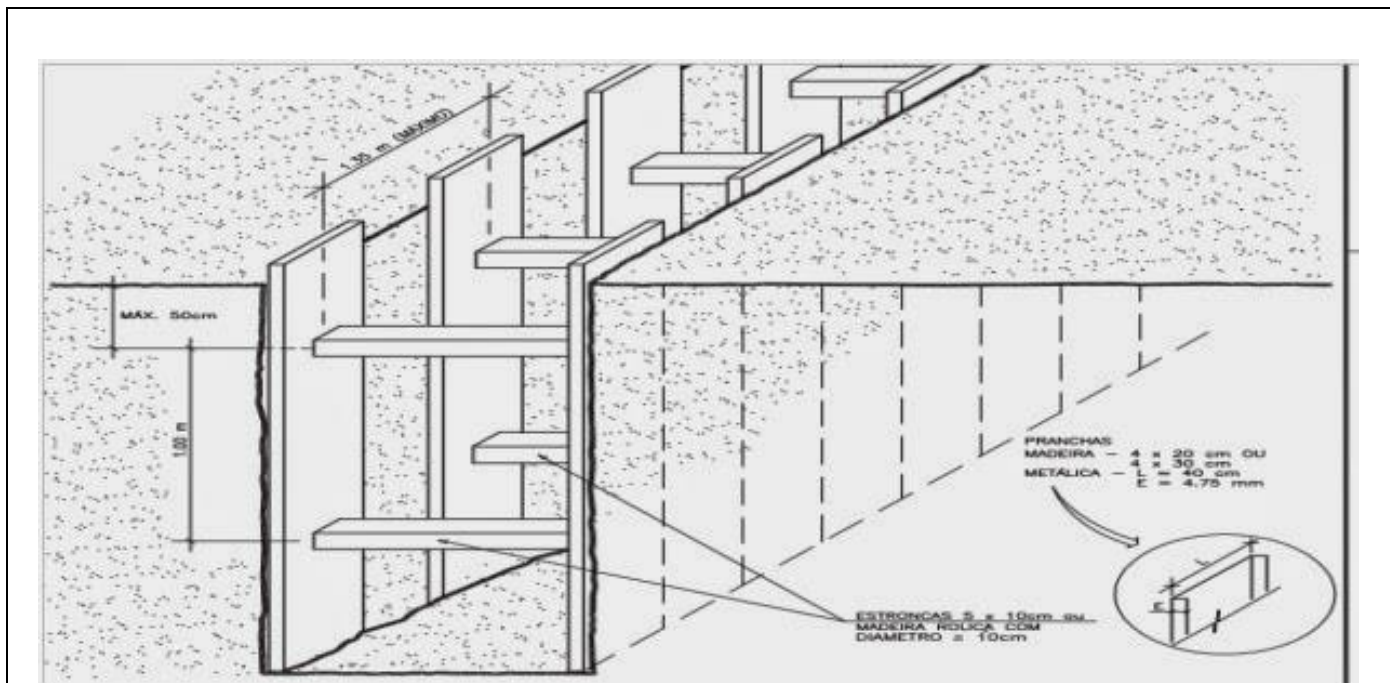 1.35 m (MÁXIMO)
MÁX. 50cm
1.00 m
PRANCHAS
MADEIRA - 4 x 20 cm OU
4 x 30 cm
METÁLICA - L = 40 cm
E = 4.75 mm
L
E
ESTRONCAS 5 x 10cm ou
MADEIRA ROLIÇA COM
DIAMETRO = 10cm